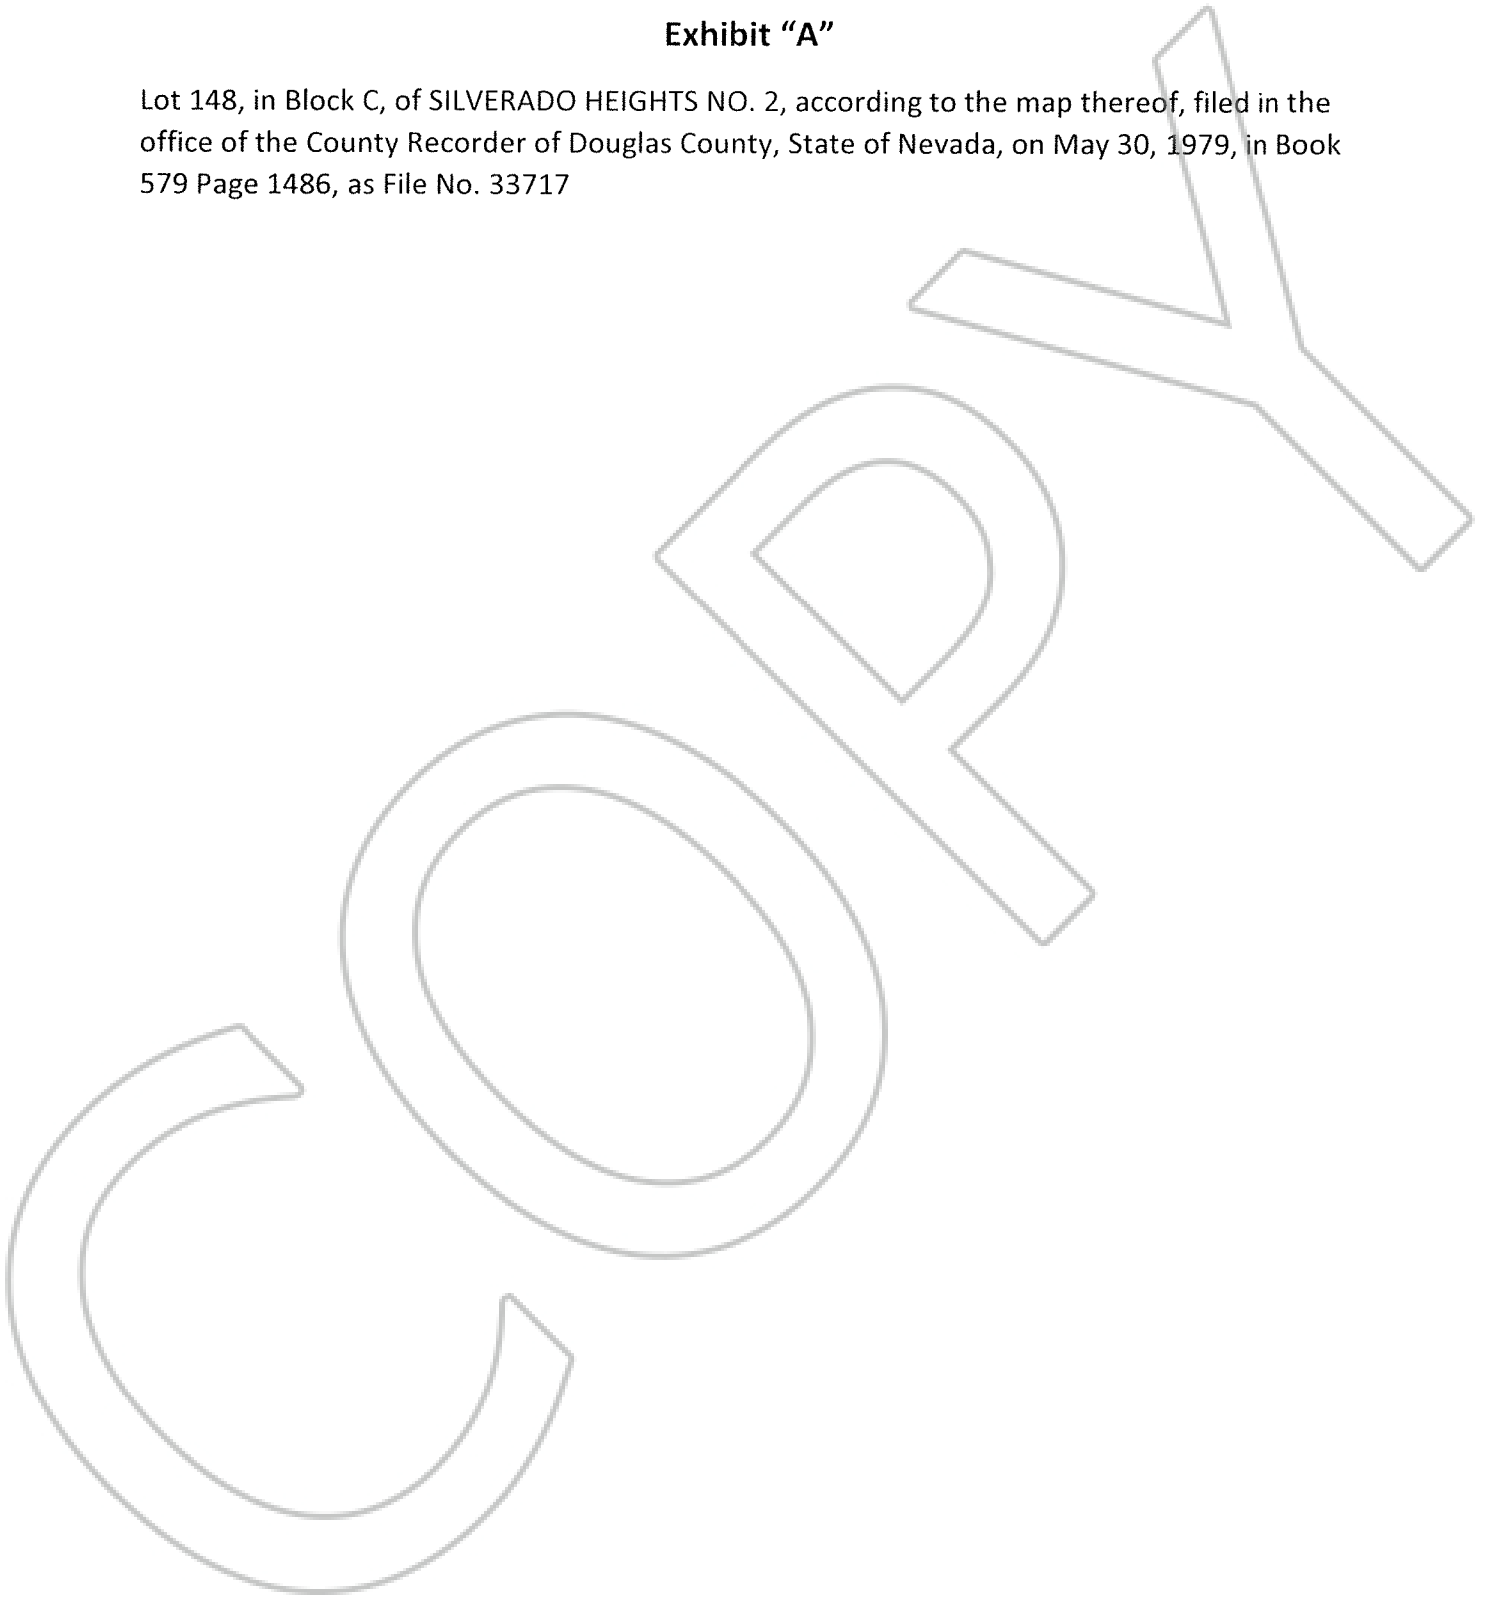 Exhibit “A”
Lot 148, in Block C, of SILVERADO HEIGHTS NO. 2, according to the map thereof, filed in the
office of the County Recorder of Douglas County, State of Nevada, on May 30, 1979, in Book
579 Page 1486, as File No. 33717
COPY